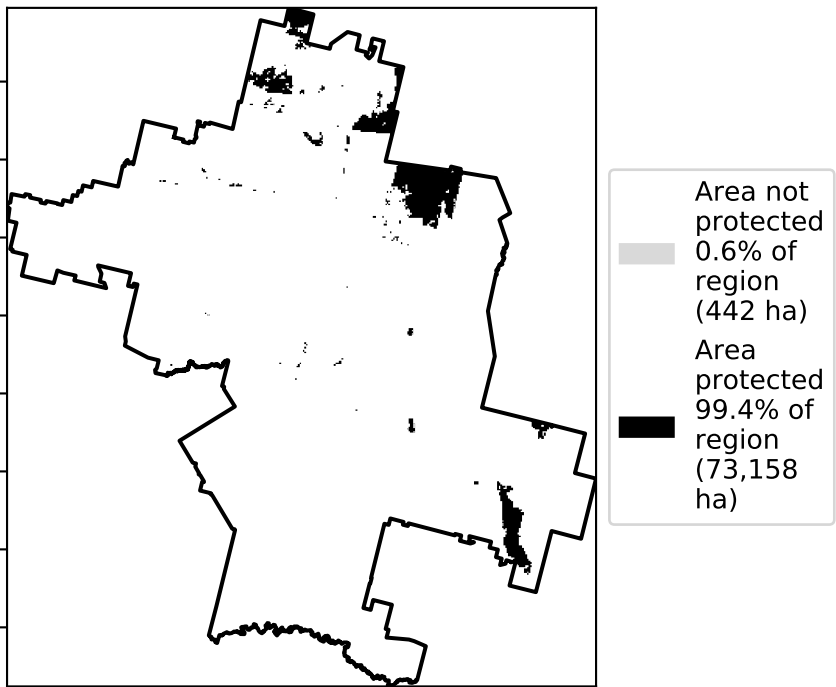 Area not
protected
0.6% of
region
(442 ha)
Area
protected
99.4% of
region
(73,158
ha)